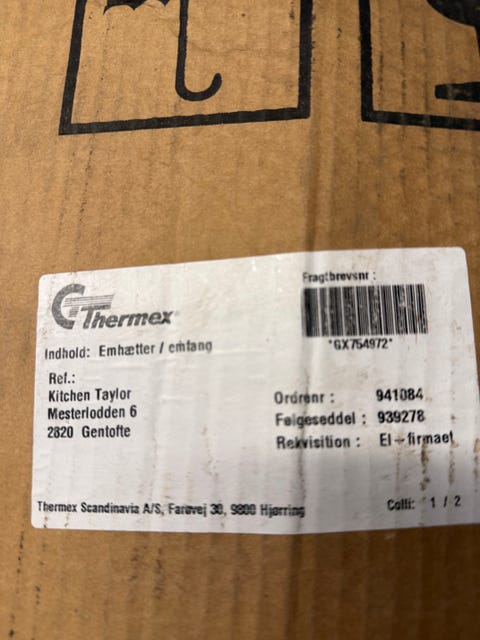 Fragtbrevsnr :
Thermex
*GX754972*
Indhold: Emhætter / emfang
Ref.:
Kitchen Taylor
Mesterlodden 6
2820 Gentofte
Ordrenr : 941084
Følgeseddel : 939278
Rekvisition : El-firmaet
Thermex Scandinavia A/S, Farøvej 30, 9800 Hjørring
Colli: 1 / 2